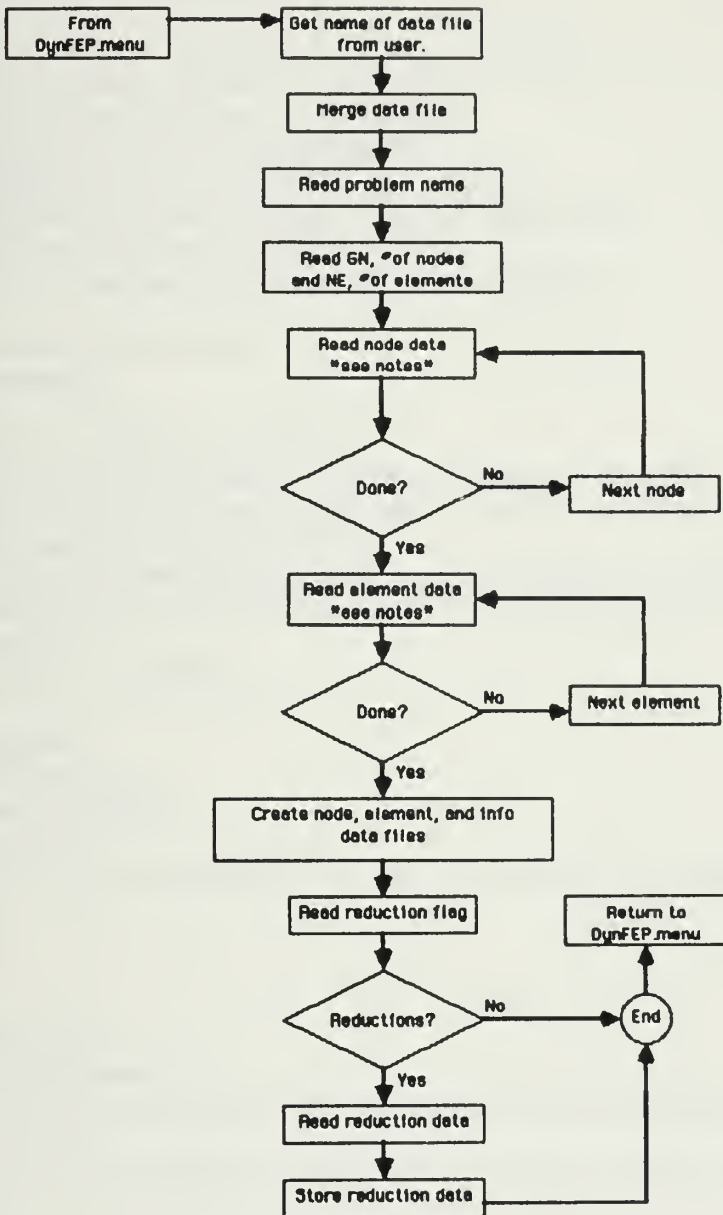 From
DynFEP.menu
Get name of data file
from user.
Merge data file
Read problem name
Read GN, # of nodes
and NE, # of elements
Read node data
*see notes*
Done?
No
Next node
Yes
Read element data
*see notes*
Done?
No
Next element
Yes
Create node, element, and info
data files
Read reduction flag
Return to
DynFEP.menu
Reductions?
No
End
Yes
Read reduction data
Store reduction data